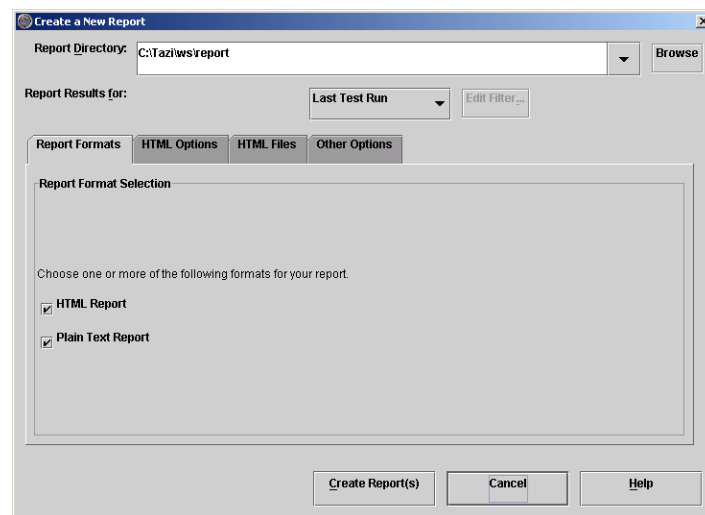 Create a New Report
Report Directory: C:\Tazi\ws\report Browse
Report Results for: Last Test Run Edit Filter...
Report Formats HTML Options HTML Files Other Options
Report Format Selection
Choose one or more of the following formats for your report.
HTML Report
Plain Text Report
Create Report(s) Cancel Help